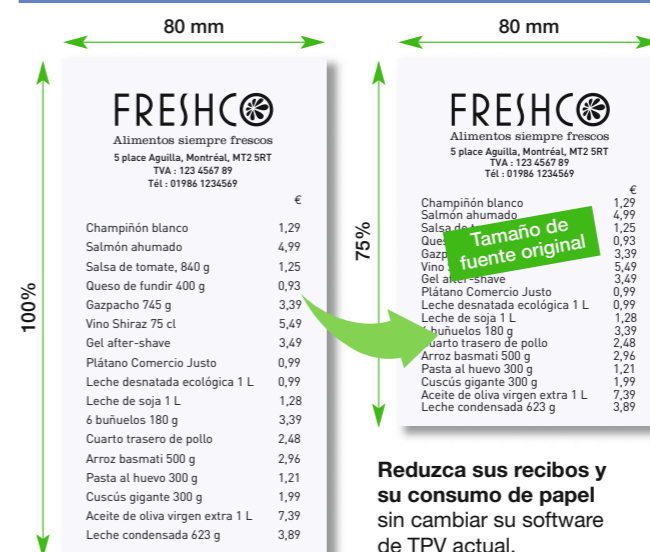 80 mm
100%
FRESHCO
Alimentos siempre frescos
5 place Aguilla, Montréal, MT2 5RT
TVA : 123 4567 89
Tél : 01986 1234569
€
Champiñón blanco 1,29
Salmón ahumado 4,99
Salsa de tomate, 840 g 1,25
Queso de fundir 400 g 0,93
Gazpacho 745 g 3,39
Vino Shiraz 75 cl 5,49
Gel after-shave 3,49
Plátano Comercio Justo 0,99
Leche desnatada ecológica 1 L 0,99
Leche de soja 1 L 1,28
6 buñuelos 180 g 3,39
Cuarto trasero de pollo 2,48
Arroz basmati 500 g 2,96
Pasta al huevo 300 g 1,21
Cuscús gigante 300 g 1,99
Aceite de oliva virgen extra 1 L 7,39
Leche condensada 623 g 3,89
80 mm
75%
FRESHCO
Alimentos siempre frescos
5 place Aguilla, Montréal, MT2 5RT
TVA : 123 4567 89
Tél : 01986 1234569
€
Champiñón blanco 1,29
Salmón ahumado 4,99
Salsa 1,25
0,93
3,39
Vino 5,49
Gel after-shave 3,49
Plátano Comercio Justo 0,99
Leche desnatada ecológica 1 L 0,99
Leche de soja 1 L 1,28
buñuelos 180 g 3,39
Cuarto trasero de pollo 2,48
Arroz basmati 500 g 2,96
Pasta al huevo 300 g 1,21
Cuscús gigante 300 g 1,99
Aceite de oliva virgen extra 1 L 7,39
Leche condensada 623 g 3,89
Tamaño de
fuente original
Reduzca sus recibos y
su consumo de papel
sin cambiar su software
de TPV actual.